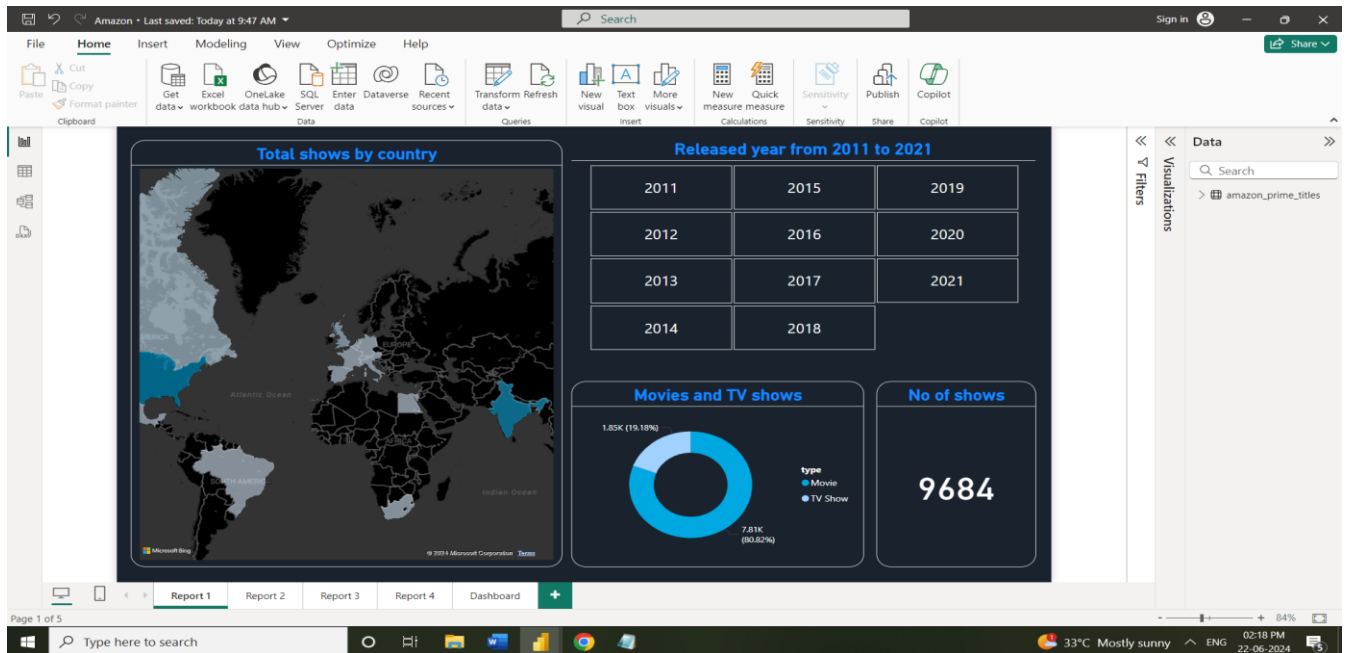 Amazon • Last saved: Today at 9:47 AM
Search
Sign in
File Home Insert Modeling View Optimize Help
Share
Paste
Cut
Copy
Format painter
Clipboard
Get data
Excel workbook
OneLake data hub
SQL Server
Enter data
Dataverse
Recent sources
Data
Transform data
Refresh
Queries
New visual
Text box
More visuals
Insert
New measure
Quick measure
Calculations
Sensitivity
Sensitivity
Publish
Share
Copilot
Copilot
Total shows by country
EUROPE
Atlantic Ocean
AFRICA
SOUTH AMERIC
Indian Ocean
Microsoft Bing
© 2024 Microsoft Corporation Terms
Released year from 2011 to 2021
2011 2015 2019
2012 2016 2020
2013 2017 2021
2014 2018
Movies and TV shows
1.85K (19.18%)
type
Movie
TV Show
7.81K
(80.82%)
No of shows
9684
Filters
Visualizations
Data
Search
amazon_prime_titles
Report 1 Report 2 Report 3 Report 4 Dashboard +
Page 1 of 5
- + 84%
Type here to search
33°C Mostly sunny
ENG
02:18 PM
22-06-2024
5